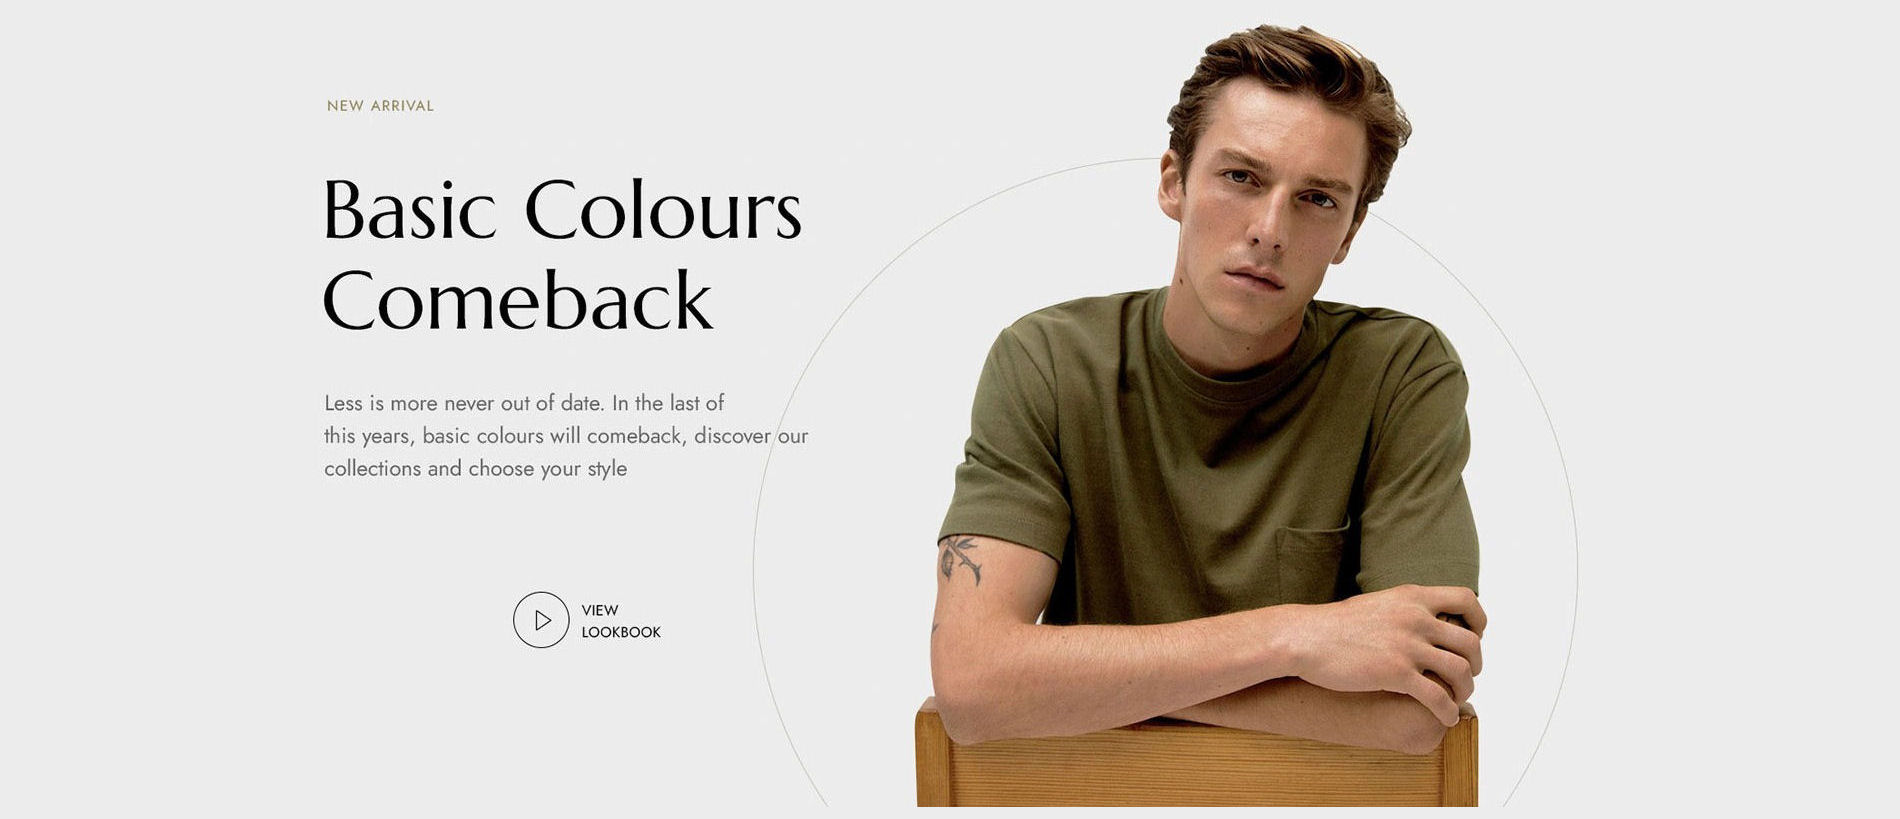 NEW ARRIVAL
Basic Colours
Comeback
Less is more never out of date. In the last of
this years, basic colours will comeback, discover our
collections and choose your style
VIEW
LOOKBOOK